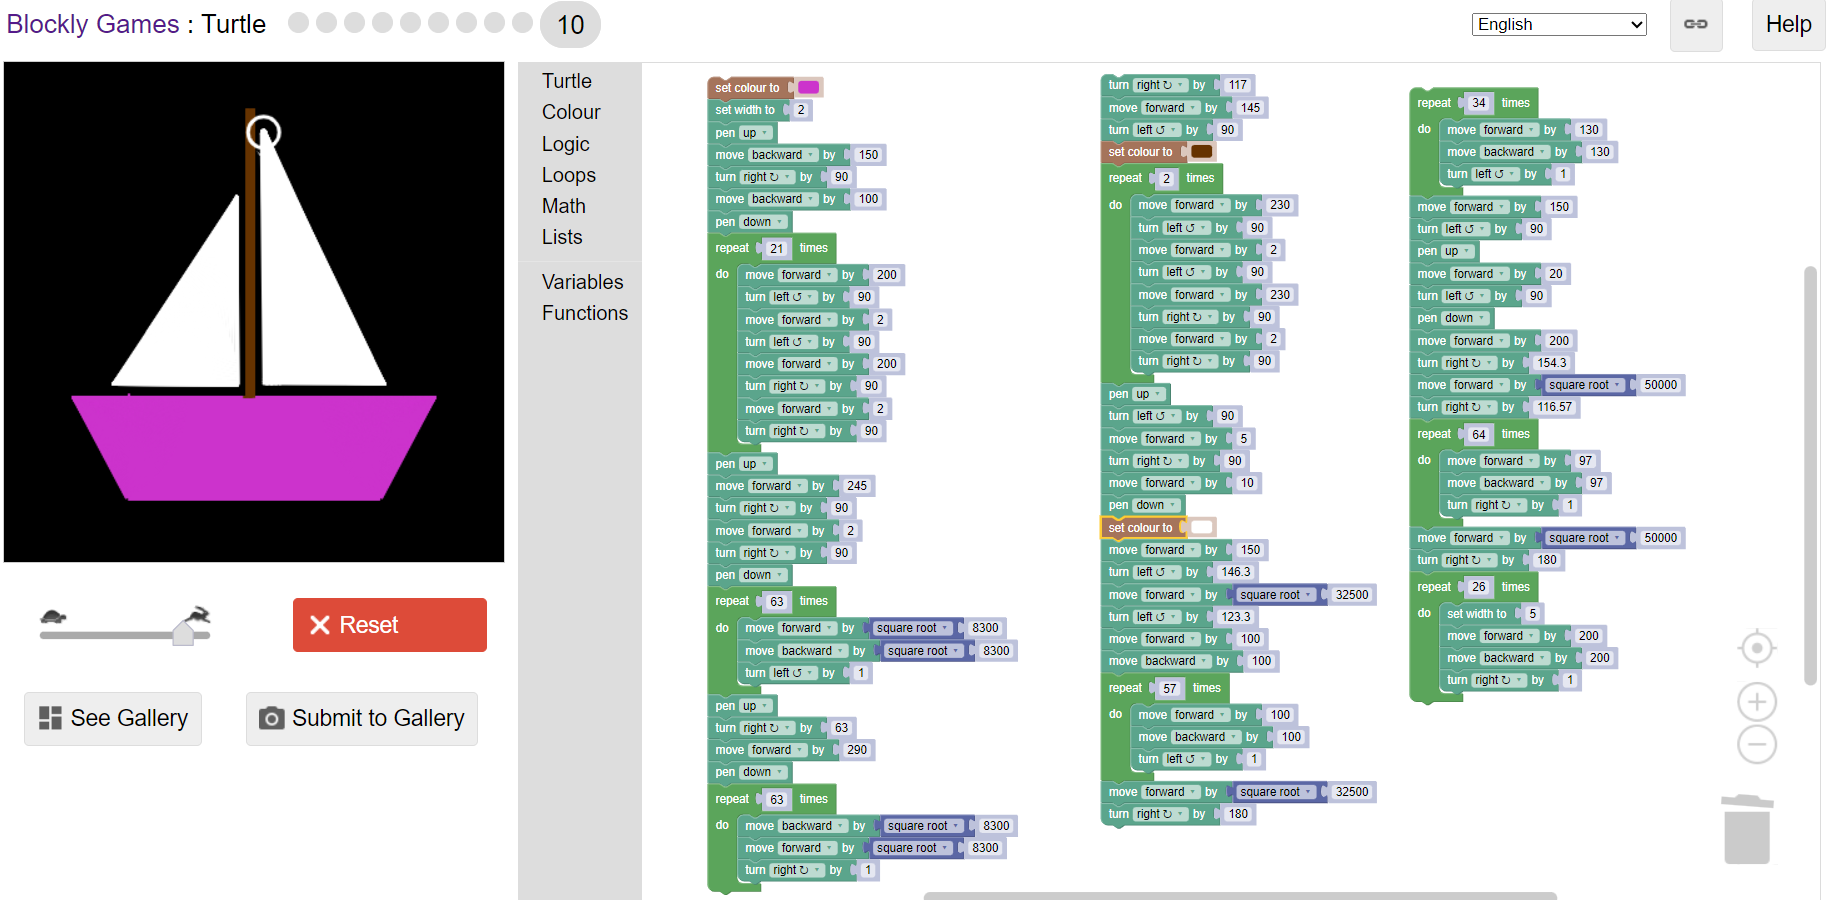 Blockly Games : Turtle
10
English
Help
Reset
See Gallery
Submit to Gallery
Turtle
Colour
Logic
Loops
Math
Lists
Variables
Functions
set colour to
set width to 2
pen up
move backward by 150
turn right ↻ by 90
move backward by 100
pen down
repeat 21 times
do move forward by 200
turn left ↺ by 90
move forward by 2
turn left ↺ by 90
move forward by 200
turn right ↻ by 90
move forward by 2
turn right ↻ by 90
pen up
move forward by 245
turn right ↻ by 90
move forward by 2
turn right ↻ by 90
pen down
repeat 63 times
do move forward by square root 8300
move backward by square root 8300
turn left ↺ by 1
pen up
turn right ↻ by 63
move forward by 290
pen down
repeat 63 times
do move backward by square root 8300
move forward by square root 8300
turn right ↻ by 1
turn right ↻ by 117
move forward by 145
turn left ↺ by 90
set colour to
repeat 2 times
do move forward by 230
turn left ↺ by 90
move forward by 2
turn left ↺ by 90
move forward by 230
turn right ↻ by 90
move forward by 2
turn right ↻ by 90
pen up
turn left ↺ by 90
move forward by 5
turn right ↻ by 90
move forward by 10
pen down
set colour to
move forward by 150
turn left ↺ by 146.3
move forward by square root 32500
turn left ↺ by 123.3
move forward by 100
move backward by 100
repeat 57 times
do move forward by 100
move backward by 100
turn left ↺ by 1
move forward by square root 32500
turn right ↻ by 180
repeat 34 times
do move forward by 130
move backward by 130
turn left ↺ by 1
move forward by 150
turn left ↺ by 90
pen up
move forward by 20
turn left ↺ by 90
pen down
move forward by 200
turn right ↻ by 154.3
move forward by square root 50000
turn right ↻ by 116.57
repeat 64 times
do move forward by 97
move backward by 97
turn right ↻ by 1
move forward by square root 50000
turn right ↻ by 180
repeat 26 times
do set width to 5
move forward by 200
move backward by 200
turn right ↻ by 1